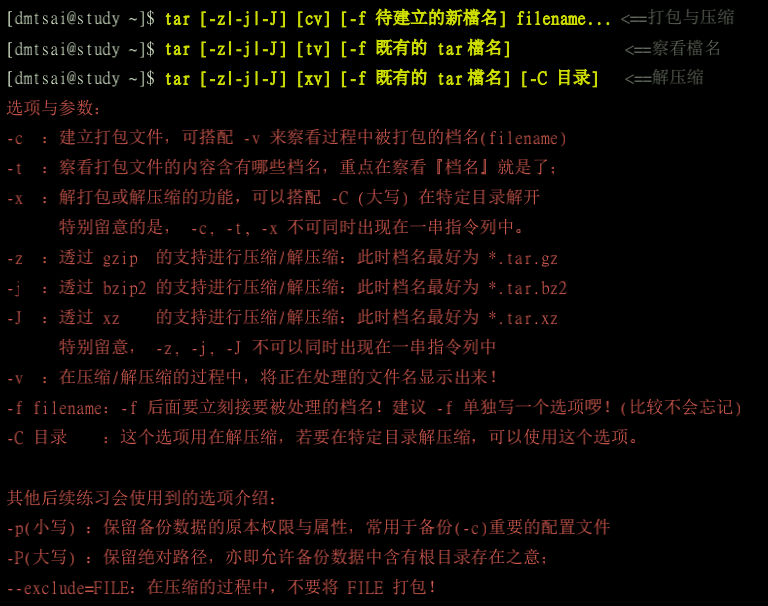 [dmtsai@study ~]$ tar [-z|-j|-J] [cv] [-f 待建立的新檔名] filename... <==打包与压缩
[dmtsai@study ~]$ tar [-z|-j|-J] [tv] [-f 既有的 tar檔名] <==察看檔名
[dmtsai@study ~]$ tar [-z|-j|-J] [xv] [-f 既有的 tar檔名] [-C 目录] <==解压缩
选项与参数：
-c ：建立打包文件，可搭配 -v 来察看过程中被打包的档名(filename)
-t ：察看打包文件的内容含有哪些档名，重点在察看『档名』就是了；
-x ：解打包或解压缩的功能，可以搭配 -C (大写) 在特定目录解开
特别留意的是， -c, -t, -x 不可同时出现在一串指令列中。
-z ：透过 gzip 的支持进行压缩/解压缩：此时档名最好为 *.tar.gz
-j ：透过 bzip2 的支持进行压缩/解压缩：此时档名最好为 *.tar.bz2
-J ：透过 xz 的支持进行压缩/解压缩：此时档名最好为 *.tar.xz
特别留意， -z, -j, -J 不可以同时出现在一串指令列中
-v ：在压缩/解压缩的过程中，将正在处理的文件名显示出来！
-f filename：-f 后面要立刻接要被处理的档名！建议 -f 单独写一个选项啰！(比较不会忘记)
-C 目录 ：这个选项用在解压缩，若要在特定目录解压缩，可以使用这个选项。
其他后续练习会使用到的选项介绍：
-p(小写) ：保留备份数据的原本权限与属性，常用于备份(-c)重要的配置文件
-P(大写) ：保留绝对路径，亦即允许备份数据中含有根目录存在之意；
--exclude=FILE：在压缩的过程中，不要将 FILE 打包！